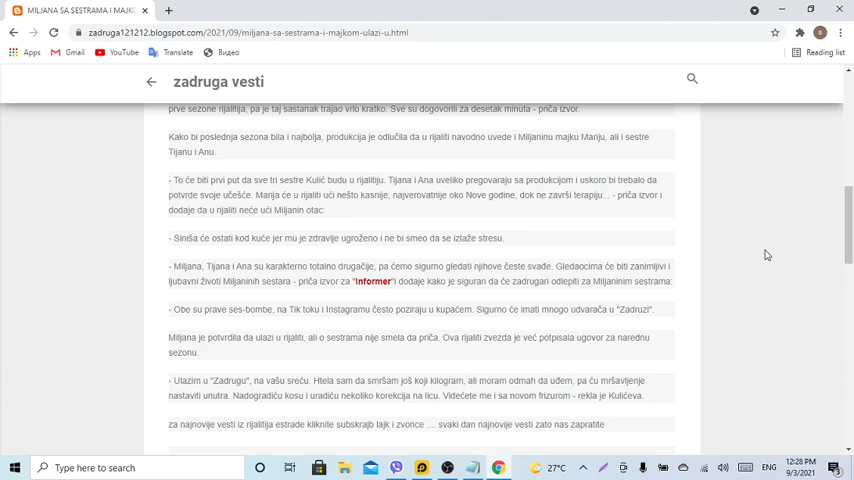 MILJANA SA SESTRAMA I MAJKO
zadruga121212.blogspot.com/2021/09/miljana-sa-sestrama-i-majkom-ulazi-u.html
B
Apps
Gmail
YouTube
Translate
Видео
Reading list
zadruga vesti
prve sezone rijalitija, pa je taj sastanak trajao vrlo kratko. Sve su dogovorili za desetak minuta - priča izvor.
Kako bi poslednja sezona bila i najbolja, produkcija je odlučila da u rijaliti navodno uvede i Miljaninu majku Mariju, ali i sestre
Tijanu i Anu.
- To će biti prvi put da sve tri sestre Kulić budu u rijalitiju. Tijana i Ana uveliko pregovaraju sa produkcijom i uskoro bi trebalo da
potvrde svoje učešće. Marija će u rijaliti ući nešto kasnije, najverovatnije oko Nove godine, dok ne završi terapiju... - priča izvor i
dodaje da u rijaliti neće ući Miljanin otac:
- Siniša će ostati kod kuće jer mu je zdravlje ugroženo i ne bi smeo da se izlaže stresu.
- Miljana, Tijana i Ana su karakterno totalno drugačije, pa ćemo sigurno gledati njihove česte svađe. Gledaocima će biti zanimljivi i
ljubavni životi Miljaninih sestara - priča izvor za "Informer"i dodaje kako je siguran da će zadrugari odlepiti za Miljaninim sestrama:
- Obe su prave ses-bombe, na Tik toku i Instagramu često poziraju u kupaćem. Sigurno će imati mnogo udvarača u "Zadruzi".
Miljana je potvrdila da ulazi u rijaliti, ali o sestrama nije smela da priča. Ova rijaliti zvezda je već potpisala ugovor za narednu
sezonu.
- Ulazim u "Zadrugu", na vašu sreću. Htela sam da smršam još koji kilogram, ali moram odmah da uđem, pa ću mršavljenje
nastaviti unutra. Nadogradiću kosu i uradiću nekoliko korekcija na licu. Videćete me i sa novom frizurom - rekla je Kulićeva.
za najnovije vesti iz rijalitija estrade kliknite subskrajb lajk i zvonce .... svaki dan najnovije vesti zato nas zapratite
Type here to search
27°C
ENG
12:28 PM
9/3/2021
3